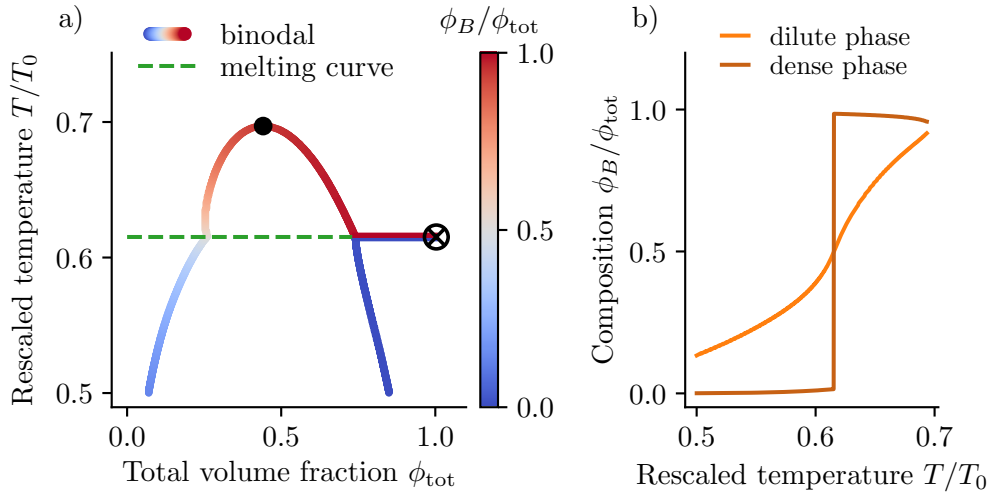 a)
binodal
melting curve
Rescaled temperature T/T₀
0.7
0.6
0.5
0.0
0.5
1.0
Total volume fraction ϕ_tot
ϕ_B/ϕ_tot
1.0
0.5
0.0
b)
dilute phase
dense phase
Composition ϕ_B/ϕ_tot
1.0
0.5
0.0
0.5
0.6
0.7
Rescaled temperature T/T₀